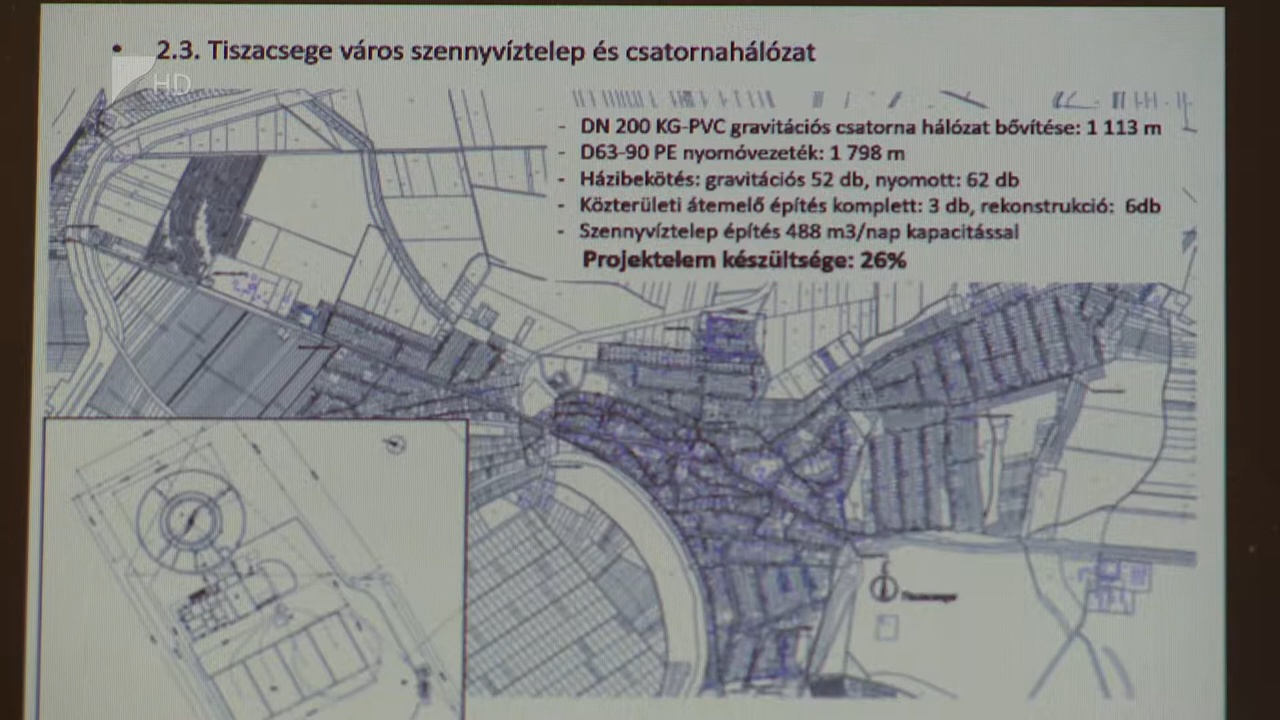 • 2.3. Tiszacsege város szennyvíztelep és csatornahálózat
HD
- DN 200 KG-PVC gravitációs csatorna hálózat bővítése: 1 113 m
- D63-90 PE nyomóvezeték: 1 798 m
- Házibekötés: gravitációs 52 db, nyomott: 62 db
- Közterületi átemelő építés komplett: 3 db, rekonstrukció: 6db
- Szennyvíztelep építés 488 m3/nap kapacitással
Projektelem készültsége: 26%